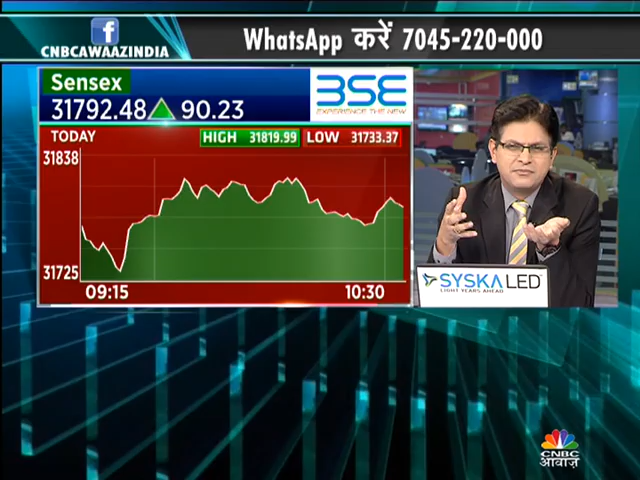 WhatsApp करें 7045-220-000
CNBCAWAAZINDIA
Sensex
31792.48 90.23
BSE
EXPERIENCE THE NEW
TODAY HIGH 31819.99 LOW 31733.37
31838
31725
09:15 10:30
SYSKA LED
LIGHT YEARS AHEAD
CNBC
आवाज़